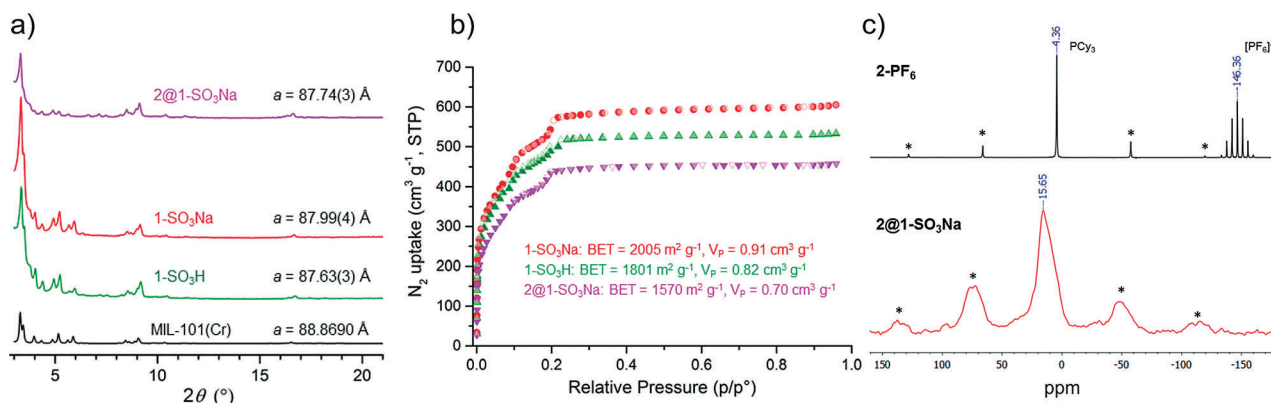 a)
2@1-SO₃Na
a = 87.74(3) Å
1-SO₃Na
a = 87.99(4) Å
1-SO₃H
a = 87.63(3) Å
MIL-101(Cr)
a = 88.8690 Å
5
10
15
20
2θ (°)
b)
700
600
500
400
300
200
100
0
N₂ uptake (cm³ g⁻¹, STP)
1-SO₃Na: BET = 2005 m² g⁻¹, Vₚ = 0.91 cm³ g⁻¹
1-SO₃H: BET = 1801 m² g⁻¹, Vₚ = 0.82 cm³ g⁻¹
2@1-SO₃Na: BET = 1570 m² g⁻¹, Vₚ = 0.70 cm³ g⁻¹
0.0
0.2
0.4
0.6
0.8
1.0
Relative Pressure (p/p°)
c)
2-PF₆
4.36
PCy₃
[PF₆]⁻
-146.36
*
*
*
*
2@1-SO₃Na
15.65
*
*
*
*
150
100
50
0
-50
-100
-150
ppm